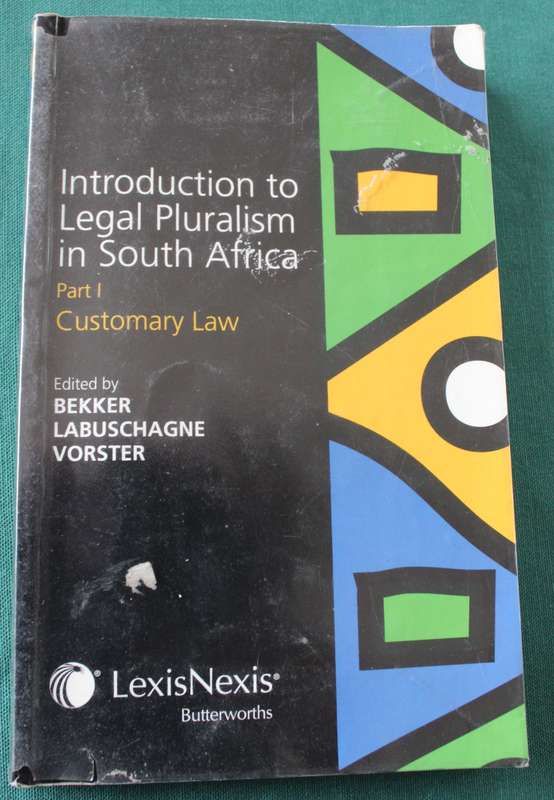 Introduction to
Legal Pluralism
in South Africa
Part I
Customary Law
Edited by
BEKKER
LABUSCHAGNE
VORSTER
® LexisNexis®
Butterworths